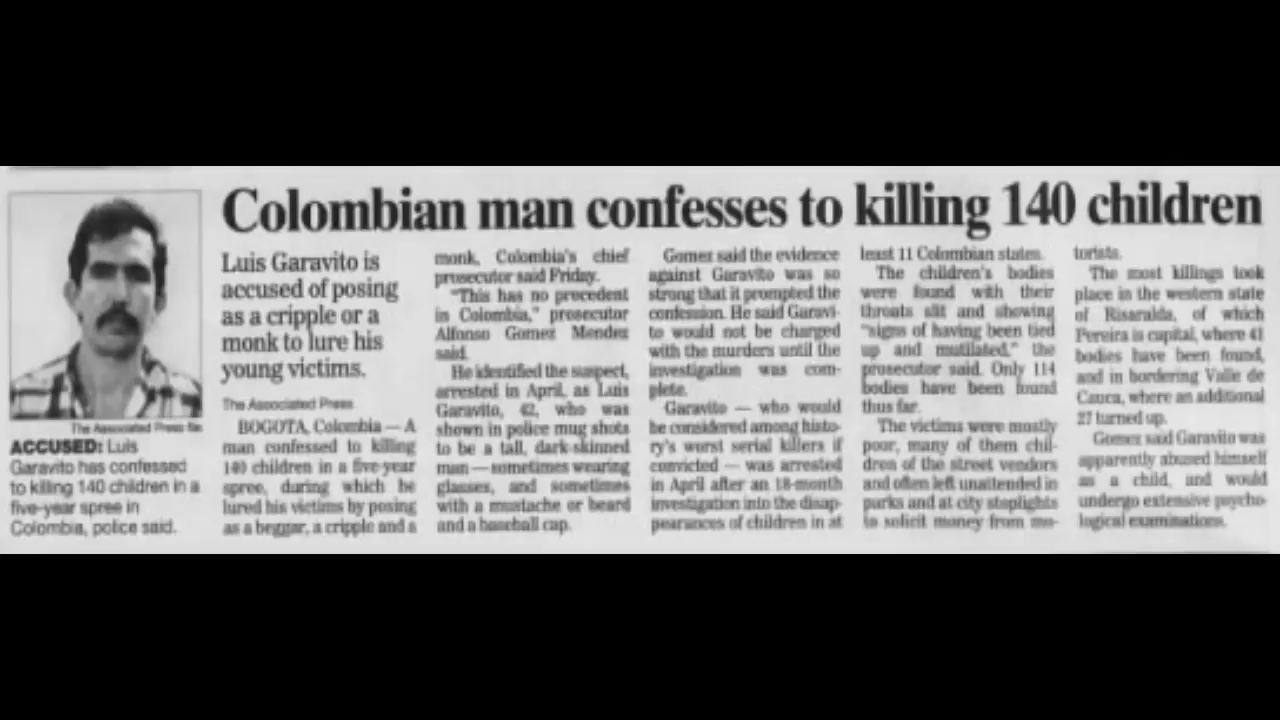 Colombian man confesses to killing 140 children
The Associated Press file
ACCUSED: Luis
Garavito has confessed
to killing 140 children in a
five-year spree in
Colombia, police said.
Luis Garavito is
accused of posing
as a cripple or a
monk to lure his
young victims.
The Associated Press
BOGOTA, Colombia — A
man confessed to killing
140 children in a five-year
spree, during which he
lured his victims by posing
as a beggar, a cripple and a
monk, Colombia's chief
prosecutor said Friday.
"This has no precedent
in Colombia," prosecutor
Alfonso Gomez Mendez
said.
He identified the suspect,
arrested in April, as Luis
Garavito, 42, who was
shown in police mug shots
to be a tall, dark-skinned
man — sometimes wearing
glasses, and sometimes
with a mustache or beard
and a baseball cap.
Gomez said the evidence
against Garavito was so
strong that it prompted the
confession. He said Garavi-
to would not be charged
with the murders until the
investigation was com-
plete.
Garavito — who would
be considered among histo-
ry's worst serial killers if
convicted — was arrested
in April after an 18-month
investigation into the disap-
pearances of children in at
least 11 Colombian states.
The children's bodies
were found with their
throats slit and showing
"signs of having been tied
up and mutilated," the
prosecutor said. Only 114
bodies have been found
thus far.
The victims were mostly
poor, many of them chil-
dren of the street vendors
and often left unattended in
parks and at city stoplights
to solicit money from mo-
torists.
The most killings took
place in the western state
of Risaralda, of which
Pereira is capital, where 41
bodies have been found,
and in bordering Valle de
Cauca, where an additional
27 turned up.
Gomez said Garavito was
apparently abused himself
as a child, and would
undergo extensive psycho-
logical examinations.